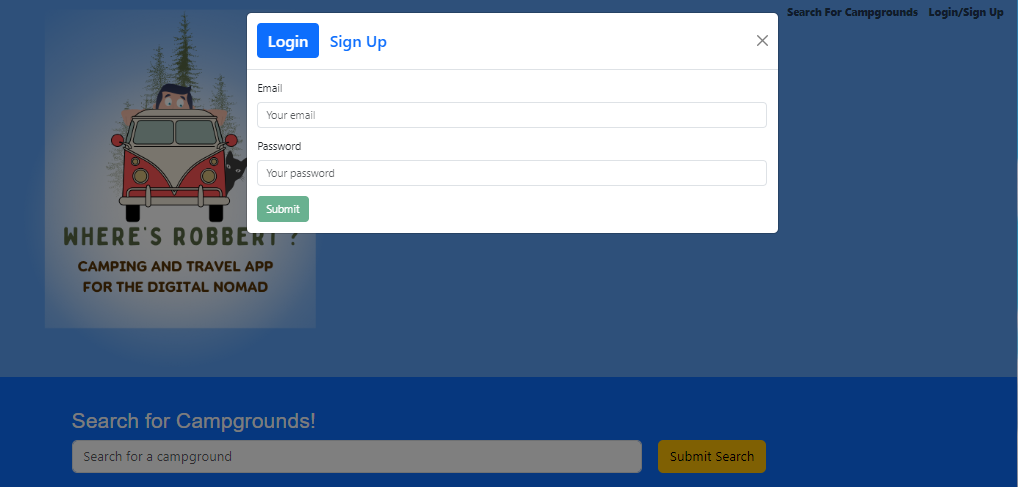 Search For Campgrounds Login/Sign Up
Login Sign Up
Email
Your email
Password
Your password
Submit
WHERE'S ROBBERT ?
CAMPING AND TRAVEL APP
FOR THE DIGITAL NOMAD
Search for Campgrounds!
Search for a campground Submit Search